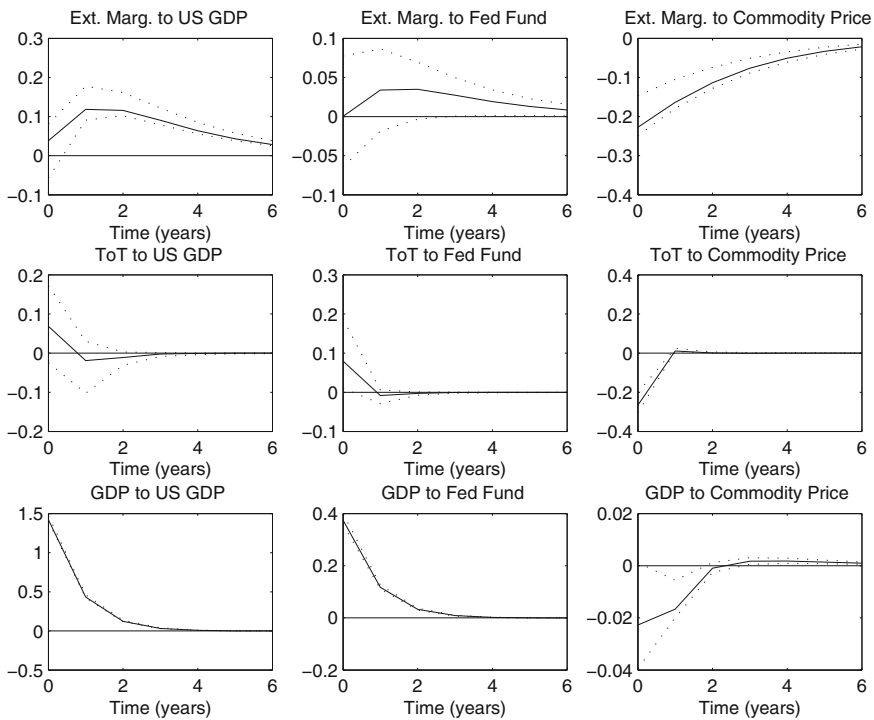 Ext. Marg. to US GDP
0.3
0.2
0.1
0
−0.1
0 2 4 6
Time (years)
Ext. Marg. to Fed Fund
0.1
0.05
0
−0.05
−0.1
0 2 4 6
Time (years)
Ext. Marg. to Commodity Price
0
−0.1
−0.2
−0.3
−0.4
0 2 4 6
Time (years)
ToT to US GDP
0.2
0.1
0
−0.1
−0.2
0 2 4 6
Time (years)
ToT to Fed Fund
0.3
0.2
0.1
0
−0.1
0 2 4 6
Time (years)
ToT to Commodity Price
0.4
0.2
0
−0.2
−0.4
0 2 4 6
Time (years)
GDP to US GDP
1.5
1
0.5
0
−0.5
0 2 4 6
Time (years)
GDP to Fed Fund
0.4
0.2
0
−0.2
0 2 4 6
Time (years)
GDP to Commodity Price
0.02
0
−0.02
−0.04
0 2 4 6
Time (years)